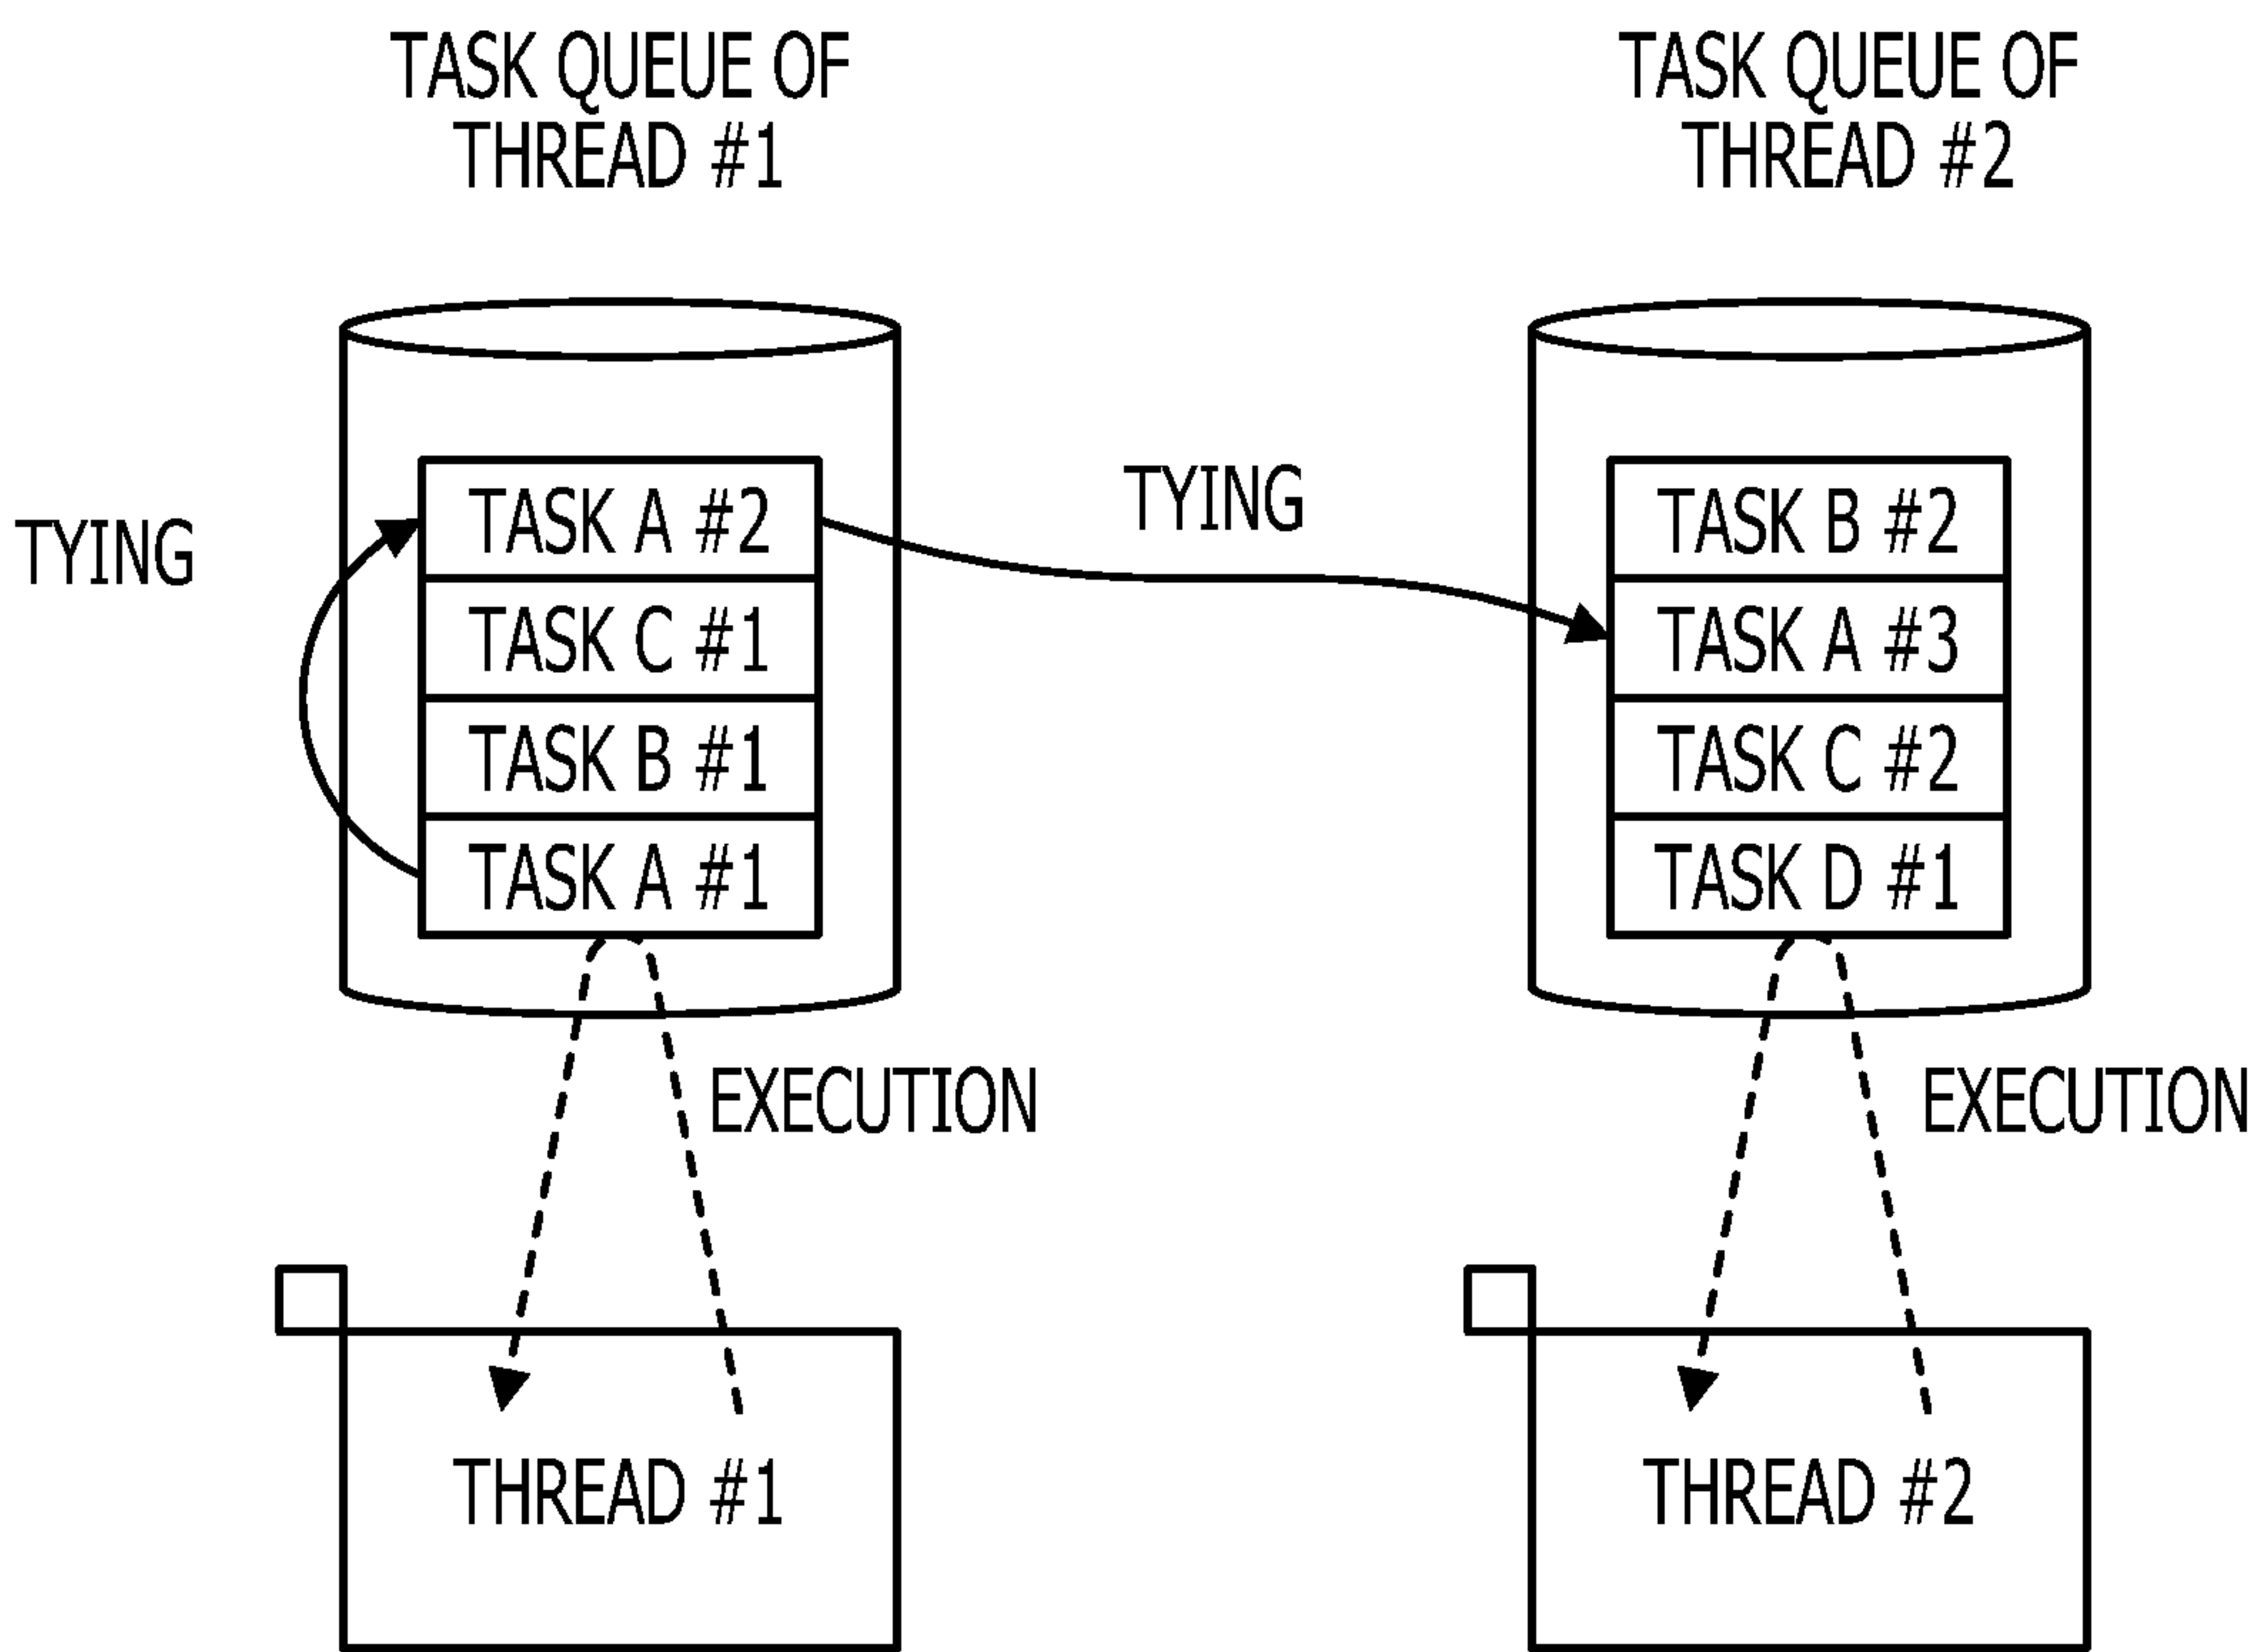 TASK QUEUE OF
THREAD #1
TASK QUEUE OF
THREAD #2
TYING
TASK A #2
TASK C #1
TASK B #1
TASK A #1
TYING
TASK B #2
TASK A #3
TASK C #2
TASK D #1
EXECUTION
EXECUTION
THREAD #1
THREAD #2